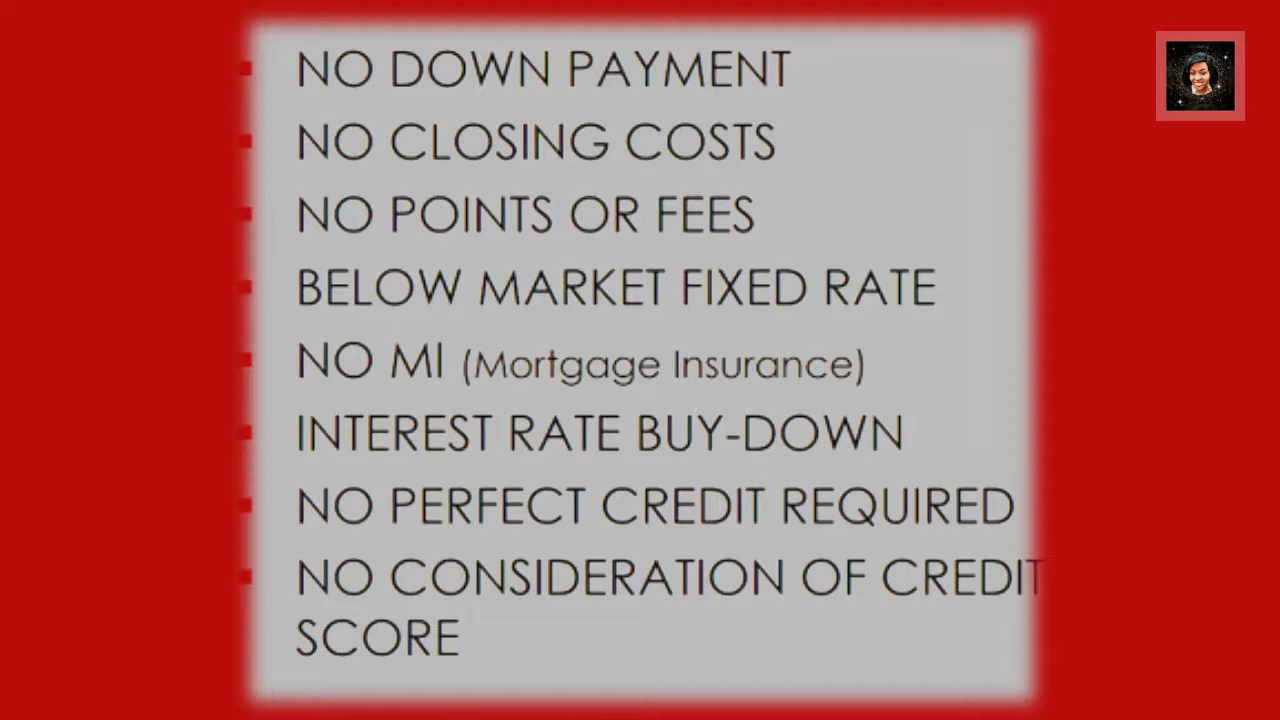 NO DOWN PAYMENT
NO CLOSING COSTS
NO POINTS OR FEES
BELOW MARKET FIXED RATE
NO MI (Mortgage Insurance)
INTEREST RATE BUY-DOWN
NO PERFECT CREDIT REQUIRED
NO CONSIDERATION OF CREDIT
SCORE